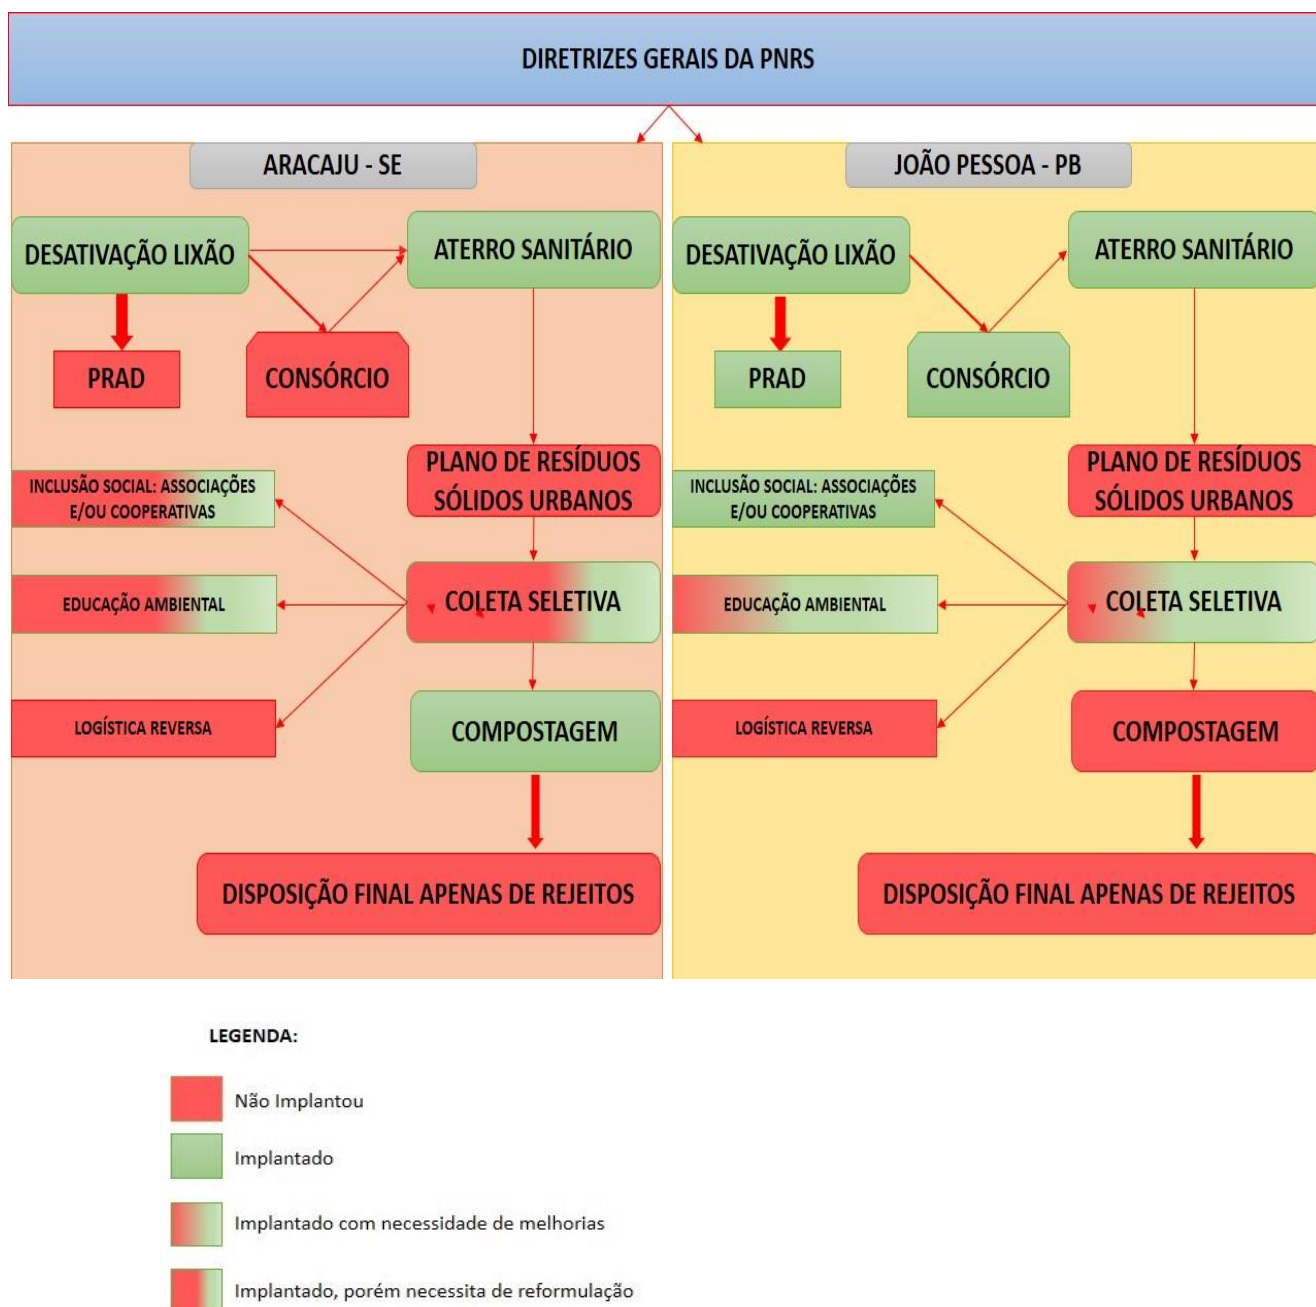 DIRETRIZES GERAIS DA PNRS
ARACAJU - SE
DESATIVAÇÃO LIXÃO
ATERRO SANITÁRIO
PRAD
CONSÓRCIO
PLANO DE RESÍDUOS
SÓLIDOS URBANOS
INCLUSÃO SOCIAL: ASSOCIAÇÕES
E/OU COOPERATIVAS
EDUCAÇÃO AMBIENTAL
COLETA SELETIVA
LOGÍSTICA REVERSA
COMPOSTAGEM
DISPOSIÇÃO FINAL APENAS DE REJEITOS
JOÃO PESSOA - PB
DESATIVAÇÃO LIXÃO
ATERRO SANITÁRIO
PRAD
CONSÓRCIO
PLANO DE RESÍDUOS
SÓLIDOS URBANOS
INCLUSÃO SOCIAL: ASSOCIAÇÕES
E/OU COOPERATIVAS
EDUCAÇÃO AMBIENTAL
COLETA SELETIVA
LOGÍSTICA REVERSA
COMPOSTAGEM
DISPOSIÇÃO FINAL APENAS DE REJEITOS
LEGENDA:
Não Implantou
Implantado
Implantado com necessidade de melhorias
Implantado, porém necessita de reformulação